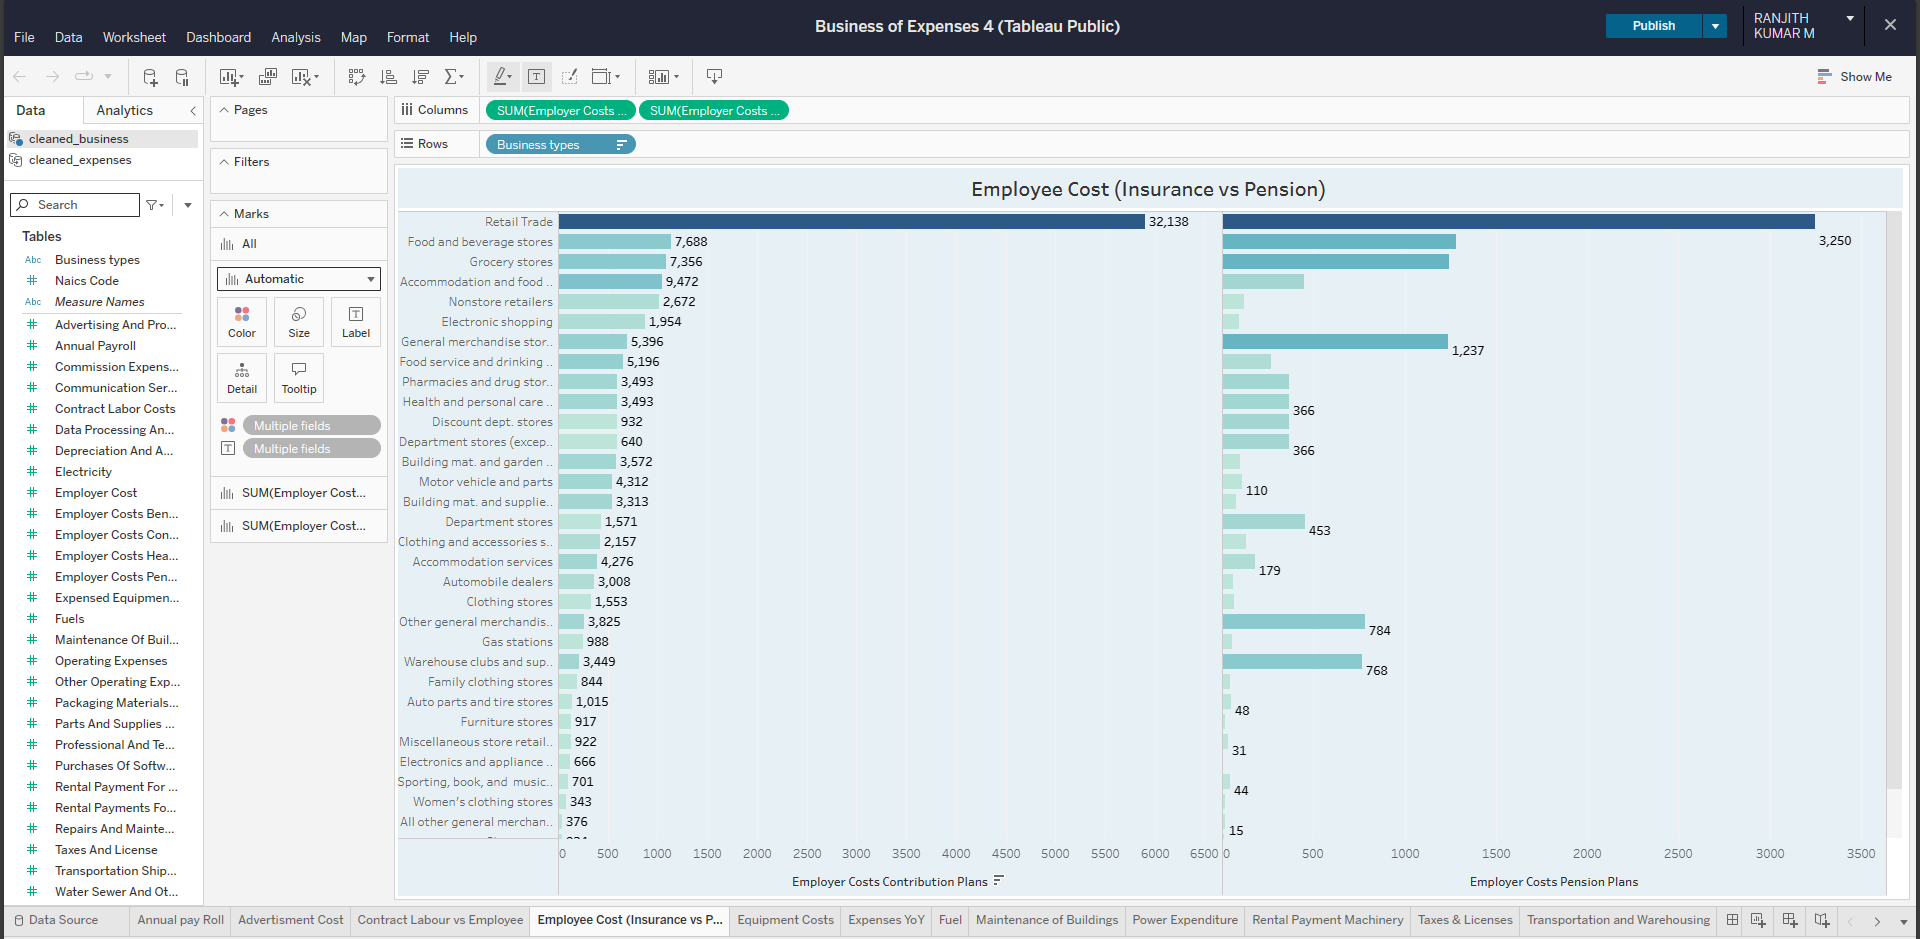 Business of Expenses 4 (Tableau Public)
Publish
RANJITH
KUMAR M
File Data Worksheet Dashboard Analysis Map Format Help
Show Me
Data Analytics
cleaned_business
cleaned_expenses
Search
Tables
Abc Business types
Naics Code
Abc Measure Names
Advertising And Pro...
Annual Payroll
Commission Expens...
Communication Ser...
Contract Labor Costs
Data Processing An...
Depreciation And A...
Electricity
Employer Cost
Employer Costs Ben...
Employer Costs Con...
Employer Costs Hea...
Employer Costs Pen...
Expensed Equipmen...
Fuels
Maintenance Of Buil...
Operating Expenses
Other Operating Exp...
Packaging Materials...
Parts And Supplies ...
Professional And Te...
Purchases Of Softw...
Rental Payment For ...
Rental Payments Fo...
Repairs And Mainte...
Taxes And License
Transportation Ship...
Water Sewer And Ot...
Pages
Filters
Marks
All
Automatic
Color Size Label
Detail Tooltip
Multiple fields
Multiple fields
SUM(Employer Cost...
SUM(Employer Cost...
Columns SUM(Employer Costs ... SUM(Employer Costs ...
Rows Business types
Employee Cost (Insurance vs Pension)
Retail Trade 32,138
Food and beverage stores 7,688 3,250
Grocery stores 7,356
Accommodation and food .. 9,472
Nonstore retailers 2,672
Electronic shopping 1,954
General merchandise stor.. 5,396 1,237
Food service and drinking .. 5,196
Pharmacies and drug stor.. 3,493
Health and personal care .. 3,493 366
Discount dept. stores 932
Department stores (excep.. 640 366
Building mat. and garden .. 3,572
Motor vehicle and parts 4,312 110
Building mat. and supplie.. 3,313
Department stores 1,571 453
Clothing and accessories s.. 2,157
Accommodation services 4,276 179
Automobile dealers 3,008
Clothing stores 1,553
Other general merchandis.. 3,825 784
Gas stations 988
Warehouse clubs and sup.. 3,449 768
Family clothing stores 844
Auto parts and tire stores 1,015 48
Furniture stores 917
Miscellaneous store retail.. 922 31
Electronics and appliance .. 666
Sporting, book, and music.. 701 44
Women's clothing stores 343
All other general merchan.. 376 15
0 500 1000 1500 2000 2500 3000 3500 4000 4500 5000 5500 6000 6500 0 500 1000 1500 2000 2500 3000 3500
Employer Costs Contribution Plans Employer Costs Pension Plans
Data Source Annual pay Roll Advertisment Cost Contract Labour vs Employee Employee Cost (Insurance vs P... Equipment Costs Expenses YoY Fuel Maintenance of Buildings Power Expenditure Rental Payment Machinery Taxes & Licenses Transportation and Warehousing